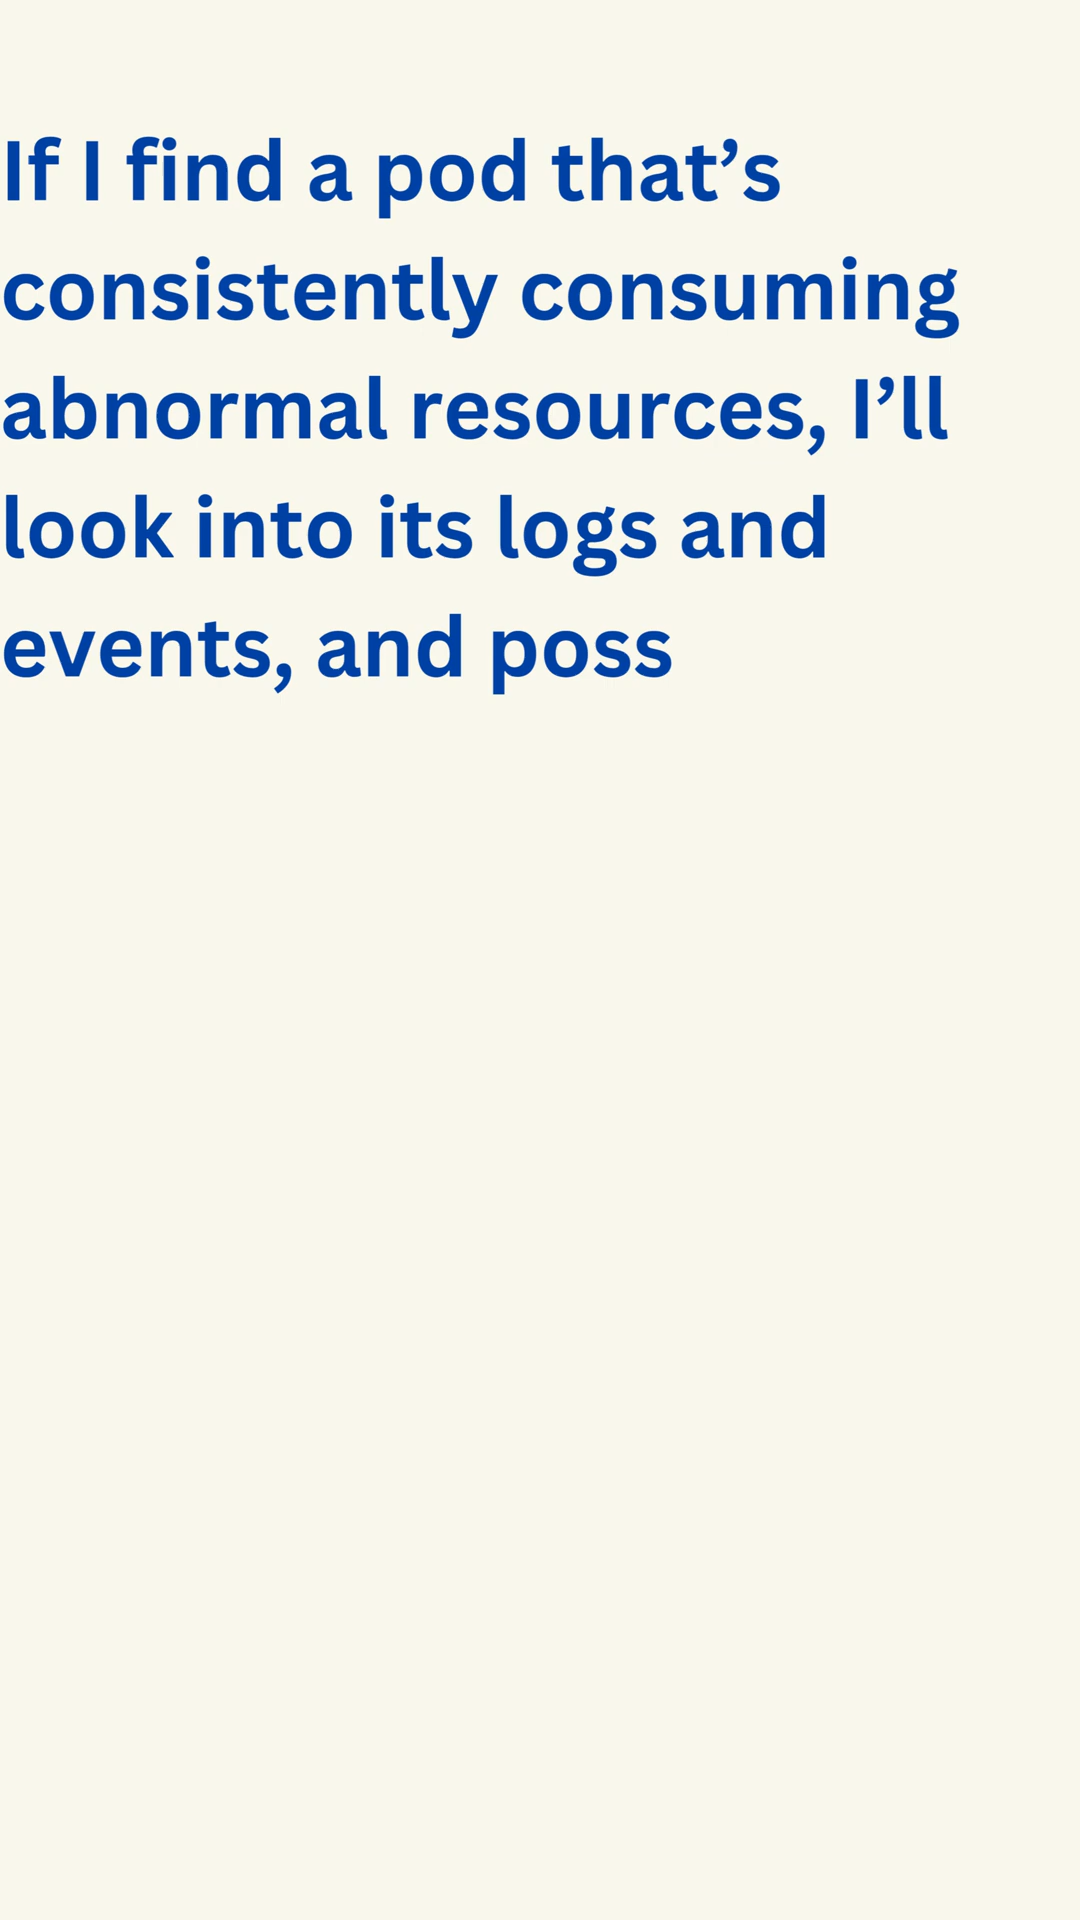 If I find a pod that’s
consistently consuming
abnormal resources, I’ll
look into its logs and
events, and poss